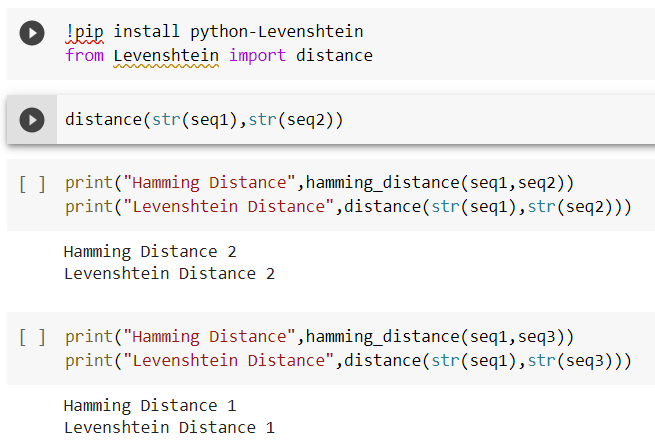 !pip install python-Levenshtein
from Levenshtein import distance
distance(str(seq1),str(seq2))
[ ] print("Hamming Distance",hamming_distance(seq1,seq2))
print("Levenshtein Distance",distance(str(seq1),str(seq2)))
Hamming Distance 2
Levenshtein Distance 2
[ ] print("Hamming Distance",hamming_distance(seq1,seq3))
print("Levenshtein Distance",distance(str(seq1),str(seq3)))
Hamming Distance 1
Levenshtein Distance 1